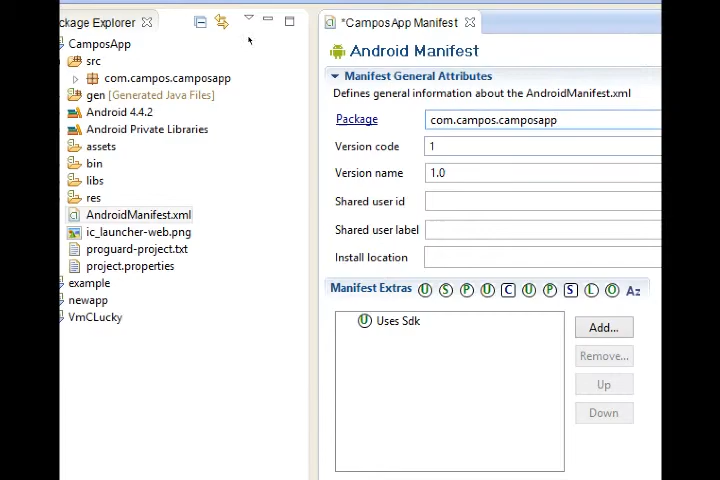 ckage Explorer
CamposApp
src
com.campos.camposapp
gen [Generated Java Files]
Android 4.4.2
Android Private Libraries
assets
bin
libs
res
AndroidManifest.xml
ic_launcher-web.png
proguard-project.txt
project.properties
example
newapp
VmCLucky
*CamposApp Manifest
Android Manifest
Manifest General Attributes
Defines general information about the AndroidManifest.xml
Package com.campos.camposapp
Version code 1
Version name 1.0
Shared user id
Shared user label
Install location
Manifest Extras U S P U C U P S L O Az
U Uses Sdk
Add...
Remove...
Up
Down